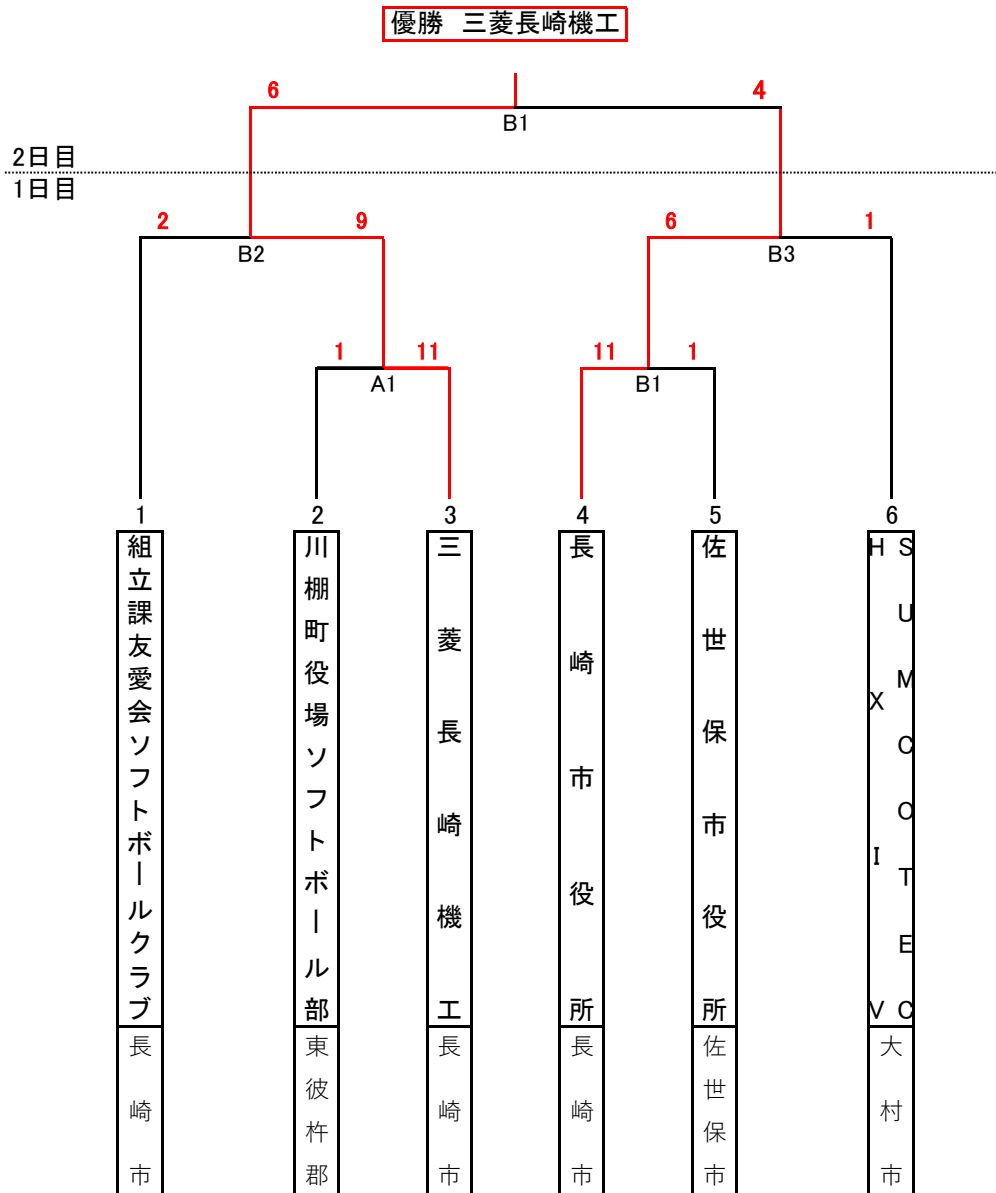 優勝 三菱長崎機工
6 4
B1
2日目
1日目
2 9 6 1
B2 B3
1 11 11 1
A1 B1
1 2 3 4 5 6
組立課友愛会ソフトボールクラブ
長崎市
川棚町役場ソフトボール部
東彼杵郡
三菱長崎機工
長崎市
長崎市役所
長崎市
佐世保市役所
佐世保市
SUMCOTEC
HXIV
大村市